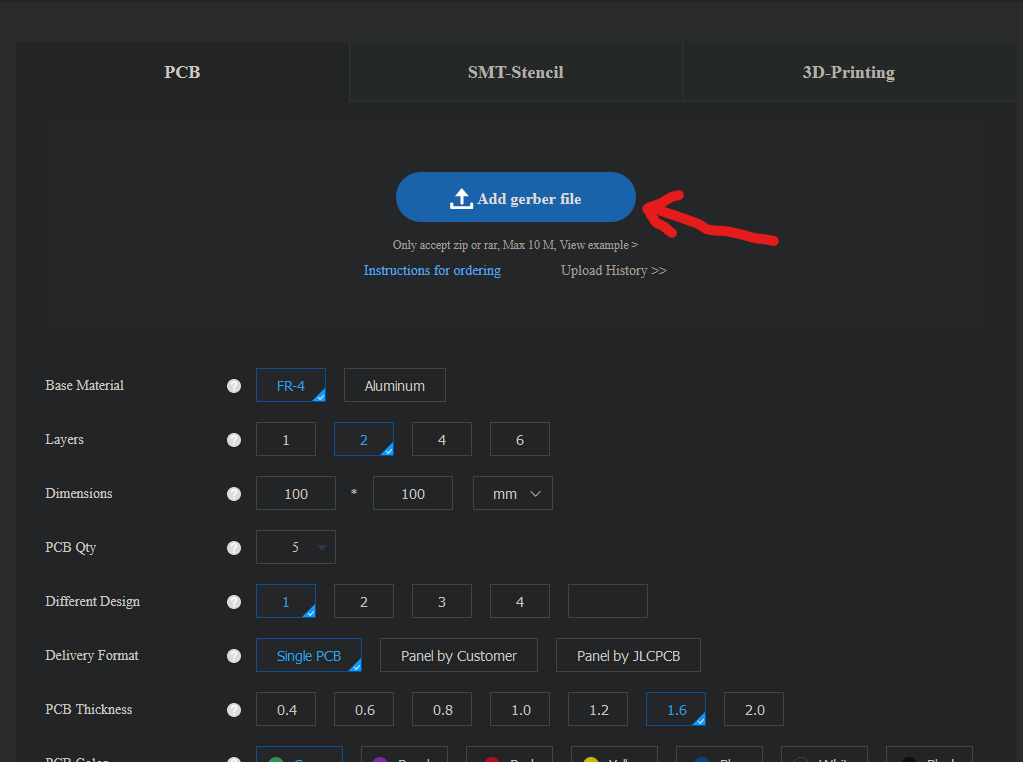 PCB SMT-Stencil 3D-Printing
Add gerber file
Only accept zip or rar, Max 10 M, View example >
Instructions for ordering Upload History >>
Base Material ? FR-4 Aluminum
Layers ? 1 2 4 6
Dimensions ? 100 * 100 mm
PCB Qty ? 5
Different Design ? 1 2 3 4
Delivery Format ? Single PCB Panel by Customer Panel by JLCPCB
PCB Thickness ? 0.4 0.6 0.8 1.0 1.2 1.6 2.0
PCB Color